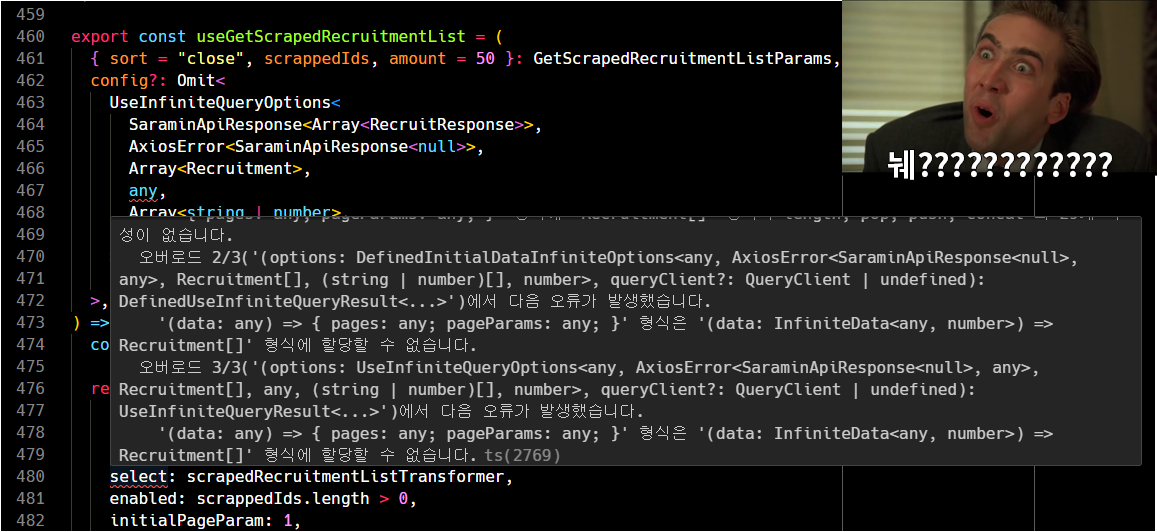 459
460 export const useGetScrapedRecruitmentList = (
461 { sort = "close", scrappedIds, amount = 50 }: GetScrapedRecruitmentListParams,
462 config?: Omit<
463 UseInfiniteQueryOptions<
464 SaraminApiResponse<Array<RecruitResponse>>,
465 AxiosError<SaraminApiResponse<null>>,
466 Array<Recruitment>,
467 any,
468 Array<string | number>
뉔????????????
469 성이 없습니다.
470 오버로드 2/3('(options: DefinedInitialDataInfiniteOptions<any, AxiosError<SaraminApiResponse<null>,
471 any>, Recruitment[], (string | number)[], number>, queryClient?: QueryClient | undefined):
472 >, DefinedUseInfiniteQueryResult<...>')에서 다음 오류가 발생했습니다.
473 ) => '(data: any) => { pages: any; pageParams: any; }' 형식은 '(data: InfiniteData<any, number>) =>
474 co Recruitment[]' 형식에 할당할 수 없습니다.
475 오버로드 3/3('(options: UseInfiniteQueryOptions<any, AxiosError<SaraminApiResponse<null>, any>,
476 re Recruitment[], any, (string | number)[], number>, queryClient?: QueryClient | undefined):
477 UseInfiniteQueryResult<...>')에서 다음 오류가 발생했습니다.
478 '(data: any) => { pages: any; pageParams: any; }' 형식은 '(data: InfiniteData<any, number>) =>
479 Recruitment[]' 형식에 할당할 수 없습니다. ts(2769)
480 select: scrapedRecruitmentListTransformer,
481 enabled: scrappedIds.length > 0,
482 initialPageParam: 1,